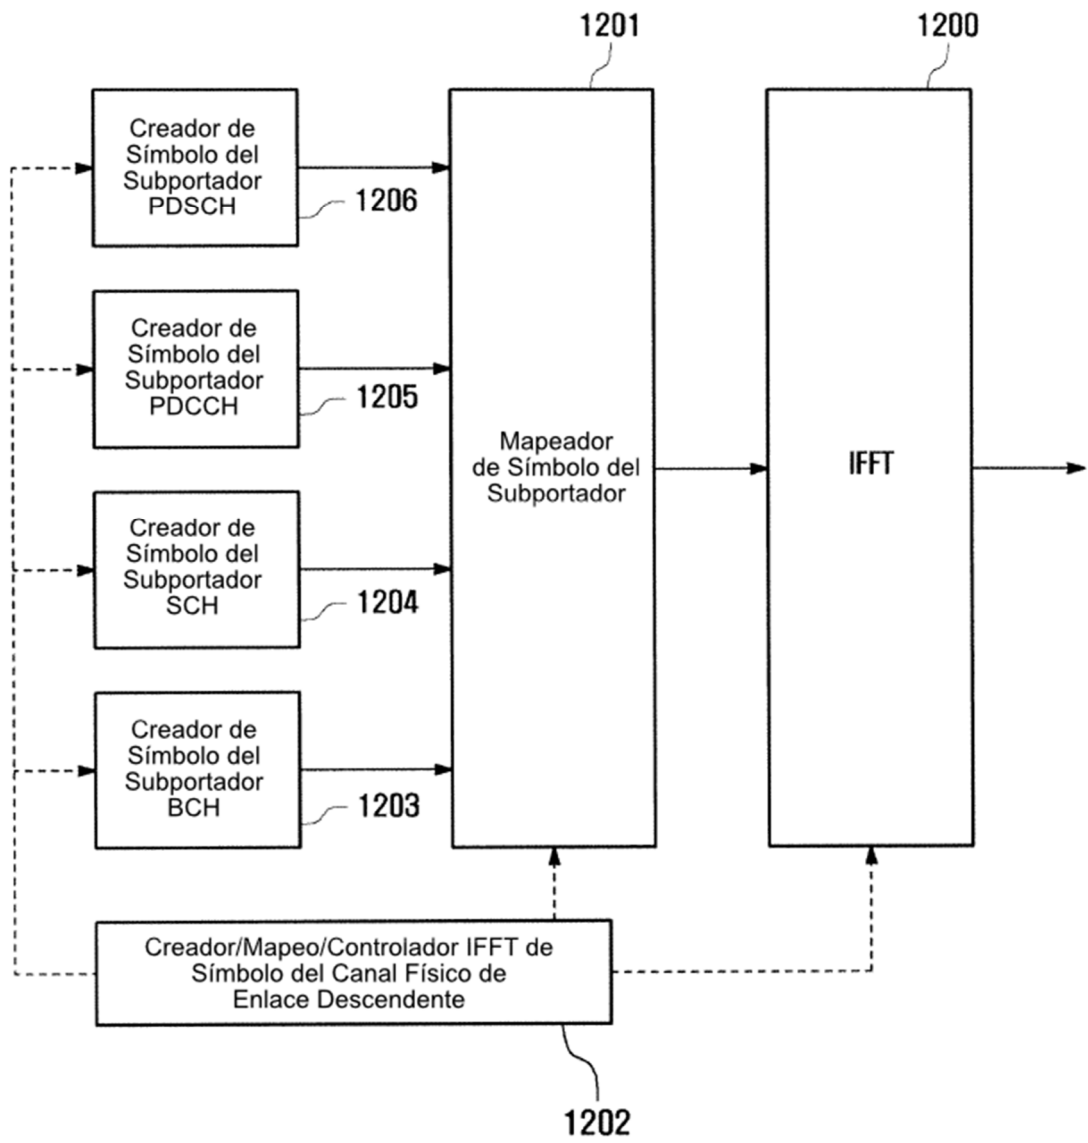 1201
1200
Creador de
Símbolo del
Subportador
PDSCH
1206
Creador de
Símbolo del
Subportador
PDCCH
1205
Mapeador
de Símbolo del
Subportador
IFFT
Creador de
Símbolo del
Subportador
SCH
1204
Creador de
Símbolo del
Subportador
BCH
1203
Creador/Mapeo/Controlador IFFT de
Símbolo del Canal Físico de
Enlace Descendente
1202